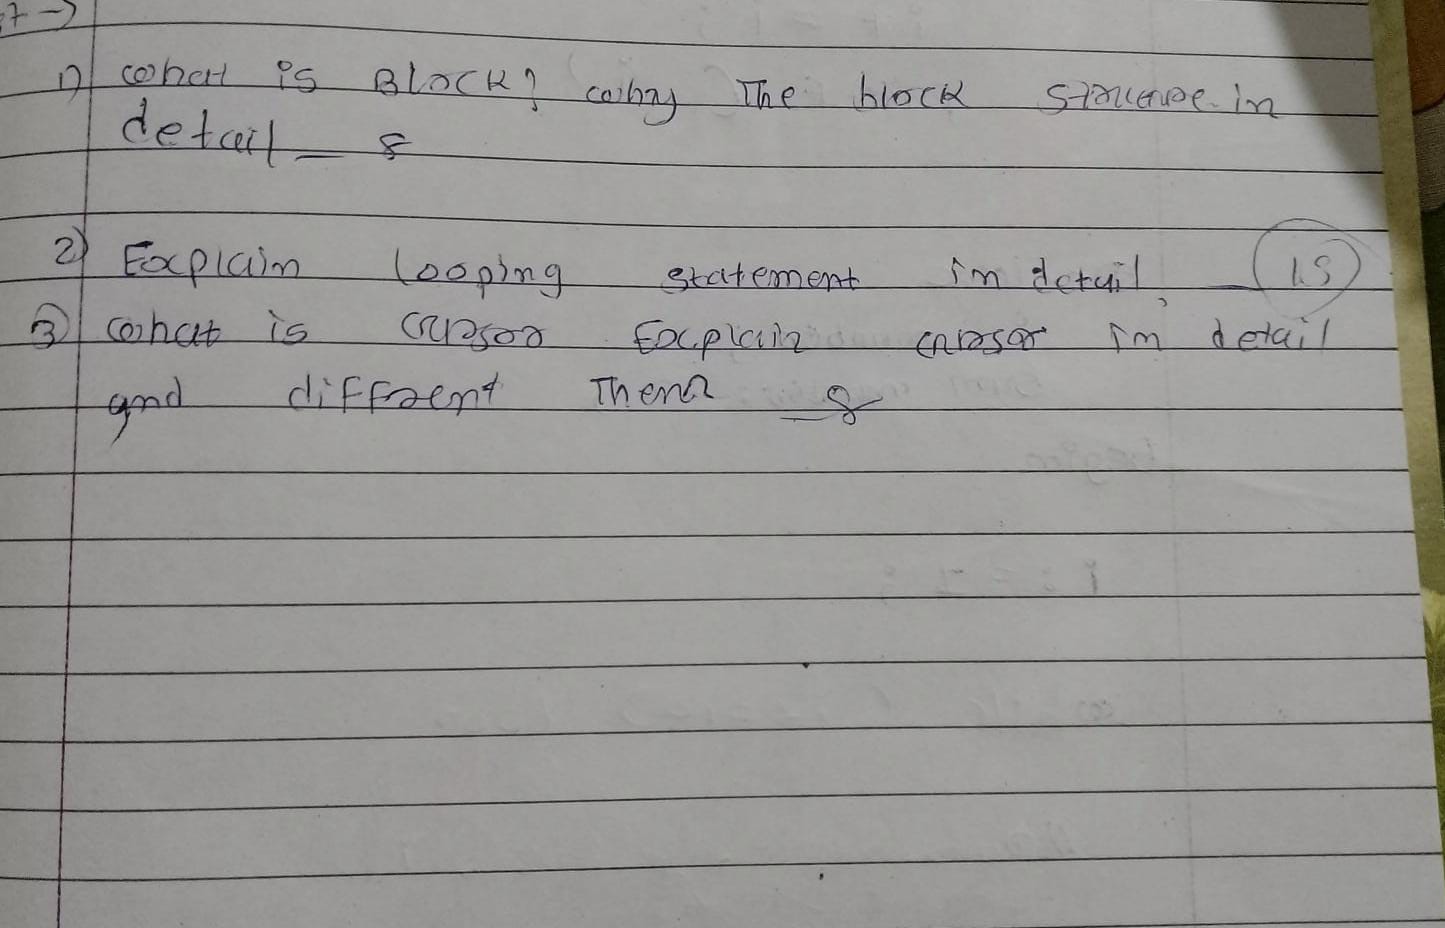 1) What is Block? why The block structure in
detail - 8
2) Explain looping statement in detail, - 15
3) What is cursor Explain cursor in detail
and diffrent Them - 8